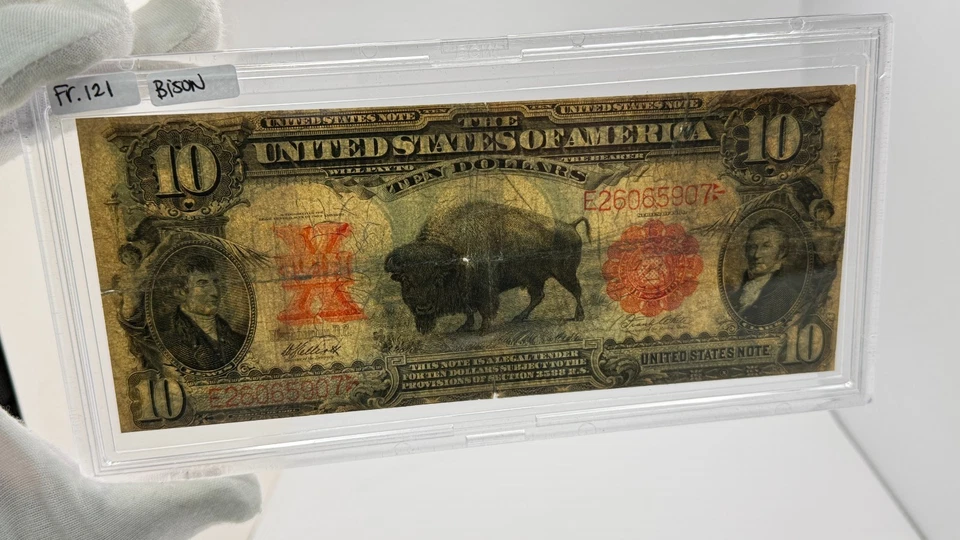 Fr.121 BISON
UNITED STATES NOTE UNITED STATES NOTE
THE
UNITED STATES OF AMERICA
WILL PAY TO THE BEARER
TEN DOLLARS
10 10
E26065907
X
THIS NOTE IS A LEGAL TENDER
FOR TEN DOLLARS SUBJECT TO THE
PROVISIONS OF SECTION 3588 R.S.
UNITED STATES NOTE 10
10 E26065907